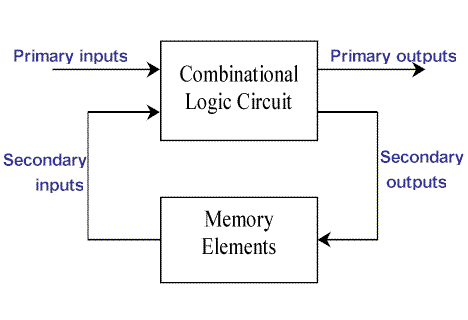 Primary inputs
Primary outputs
Combinational
Logic Circuit
Secondary
inputs
Secondary
outputs
Memory
Elements